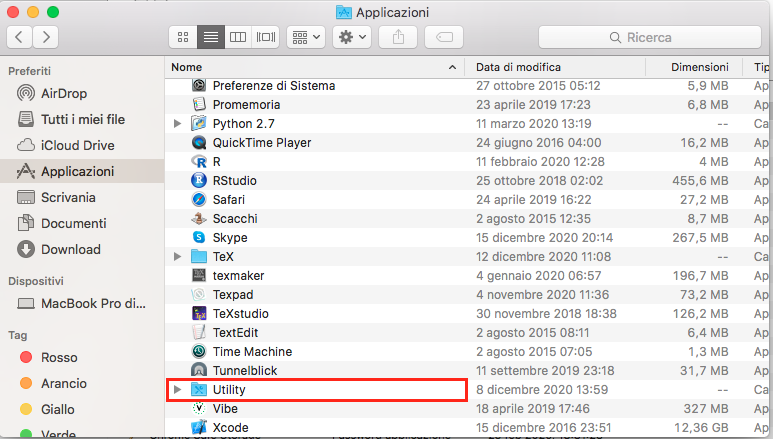 Applicazioni
Ricerca
Preferiti
AirDrop
Tutti i miei file
iCloud Drive
Applicazioni
Scrivania
Documenti
Download
Dispositivi
MacBook Pro di...
Tag
Rosso
Arancio
Giallo
Verde
Nome Data di modifica Dimensioni Tip
Preferenze di Sistema 27 ottobre 2015 05:12 5,9 MB Ap
Promemoria 23 aprile 2019 17:23 6,8 MB Ap
Python 2.7 11 marzo 2020 13:19 -- Ca
QuickTime Player 24 giugno 2016 04:00 16,2 MB Ap
R 11 febbraio 2020 12:28 4 MB Ap
RStudio 25 ottobre 2018 02:02 455,6 MB Ap
Safari 24 aprile 2019 16:22 27,2 MB Ap
Scacchi 2 agosto 2015 12:35 8,7 MB Ap
Skype 15 dicembre 2020 20:14 267,5 MB Ap
TeX 12 dicembre 2020 11:08 -- Ca
texmaker 4 gennaio 2020 06:57 196,7 MB Ap
Texpad 4 novembre 2020 11:36 73,2 MB Ap
TeXstudio 30 novembre 2018 18:38 126,2 MB Ap
TextEdit 2 agosto 2015 08:11 6,4 MB Ap
Time Machine 2 agosto 2015 07:05 1,3 MB Ap
Tunnelblick 11 settembre 2019 23:18 31,7 MB Ap
Utility 8 dicembre 2020 13:59 -- Ca
Vibe 18 aprile 2019 17:46 327 MB Ap
Xcode 15 dicembre 2016 23:51 12,36 GB Ap